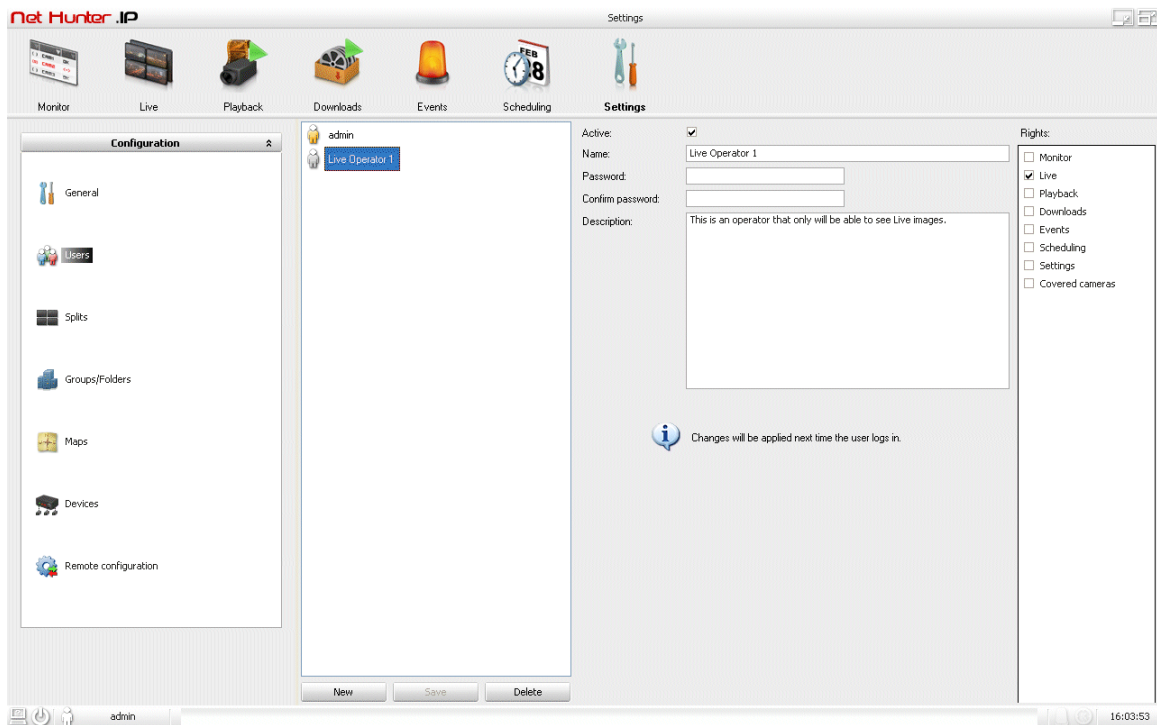 Net Hunter .IP
Settings
Monitor
Live
Playback
Downloads
Events
FEB
8
Scheduling
Settings
Configuration
General
Users
Splits
Groups/Folders
Maps
Devices
Remote configuration
admin
Live Operator 1
New
Save
Delete
Active:
Name:
Live Operator 1
Password:
Confirm password:
Description:
This is an operator that only will be able to see Live images.
Changes will be applied next time the user logs in.
Rights:
Monitor
Live
Playback
Downloads
Events
Scheduling
Settings
Covered cameras
admin
16:03:53